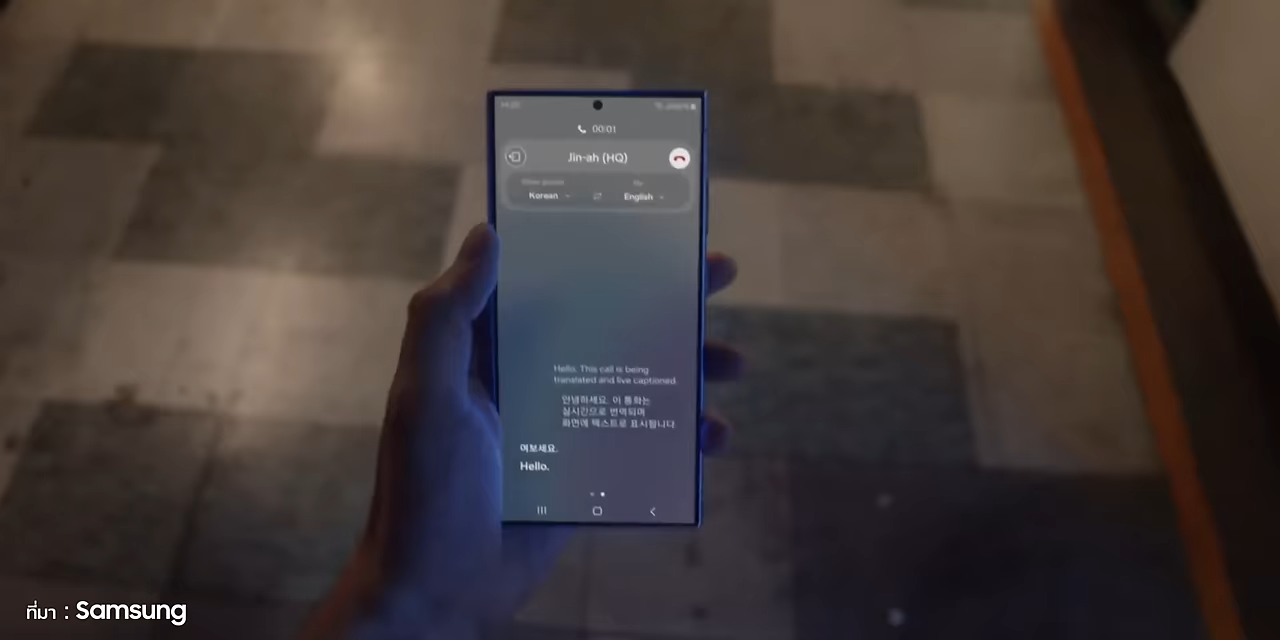 00:01
Jin-ah (HQ)
Korean
English
Hello. This call is being
translated and live captioned.
안녕하세요. 이 통화는
실시간으로 번역되며
화면에 텍스트로 표시됩니다
여보세요.
Hello.
ที่มา : Samsung